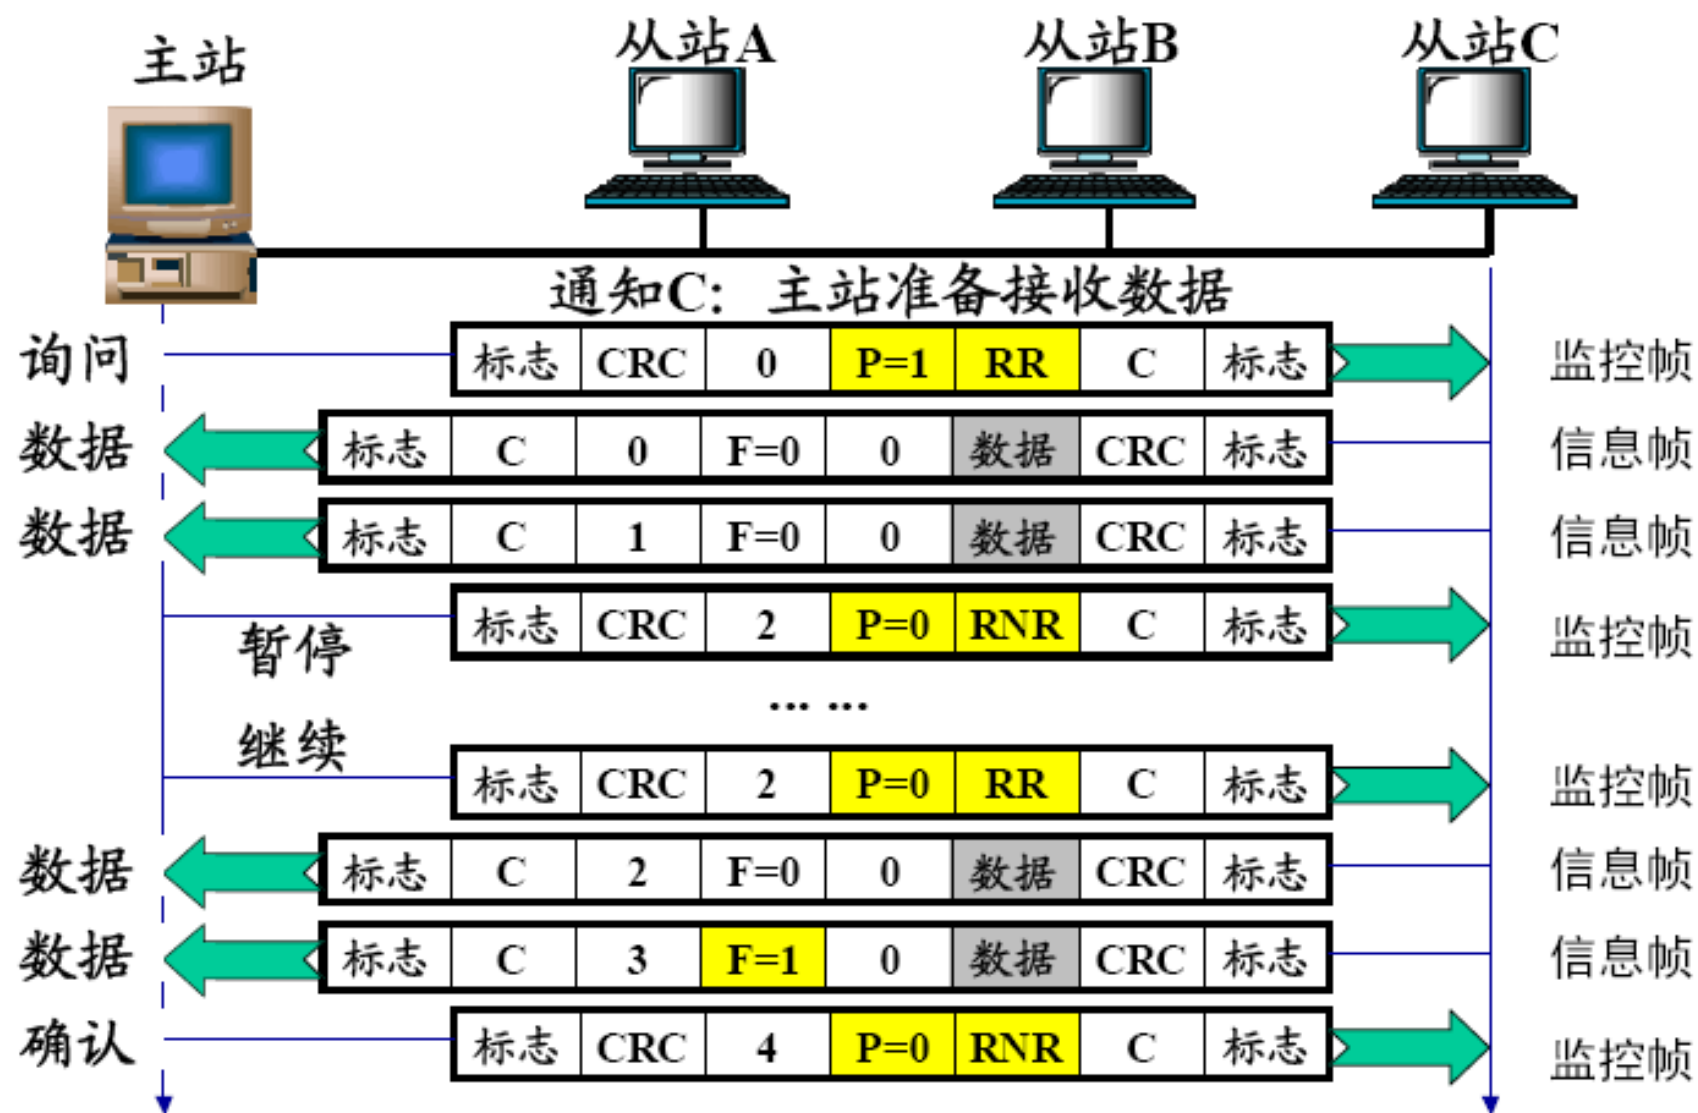 主站 从站A 从站B 从站C
通知C：主站准备接收数据
询问 标志 CRC 0 P=1 RR C 标志 监控帧
数据 标志 C 0 F=0 0 数据 CRC 标志 信息帧
数据 标志 C 1 F=0 0 数据 CRC 标志 信息帧
暂停 标志 CRC 2 P=0 RNR C 标志 监控帧
... ...
继续 标志 CRC 2 P=0 RR C 标志 监控帧
数据 标志 C 2 F=0 0 数据 CRC 标志 信息帧
数据 标志 C 3 F=1 0 数据 CRC 标志 信息帧
确认 标志 CRC 4 P=0 RNR C 标志 监控帧